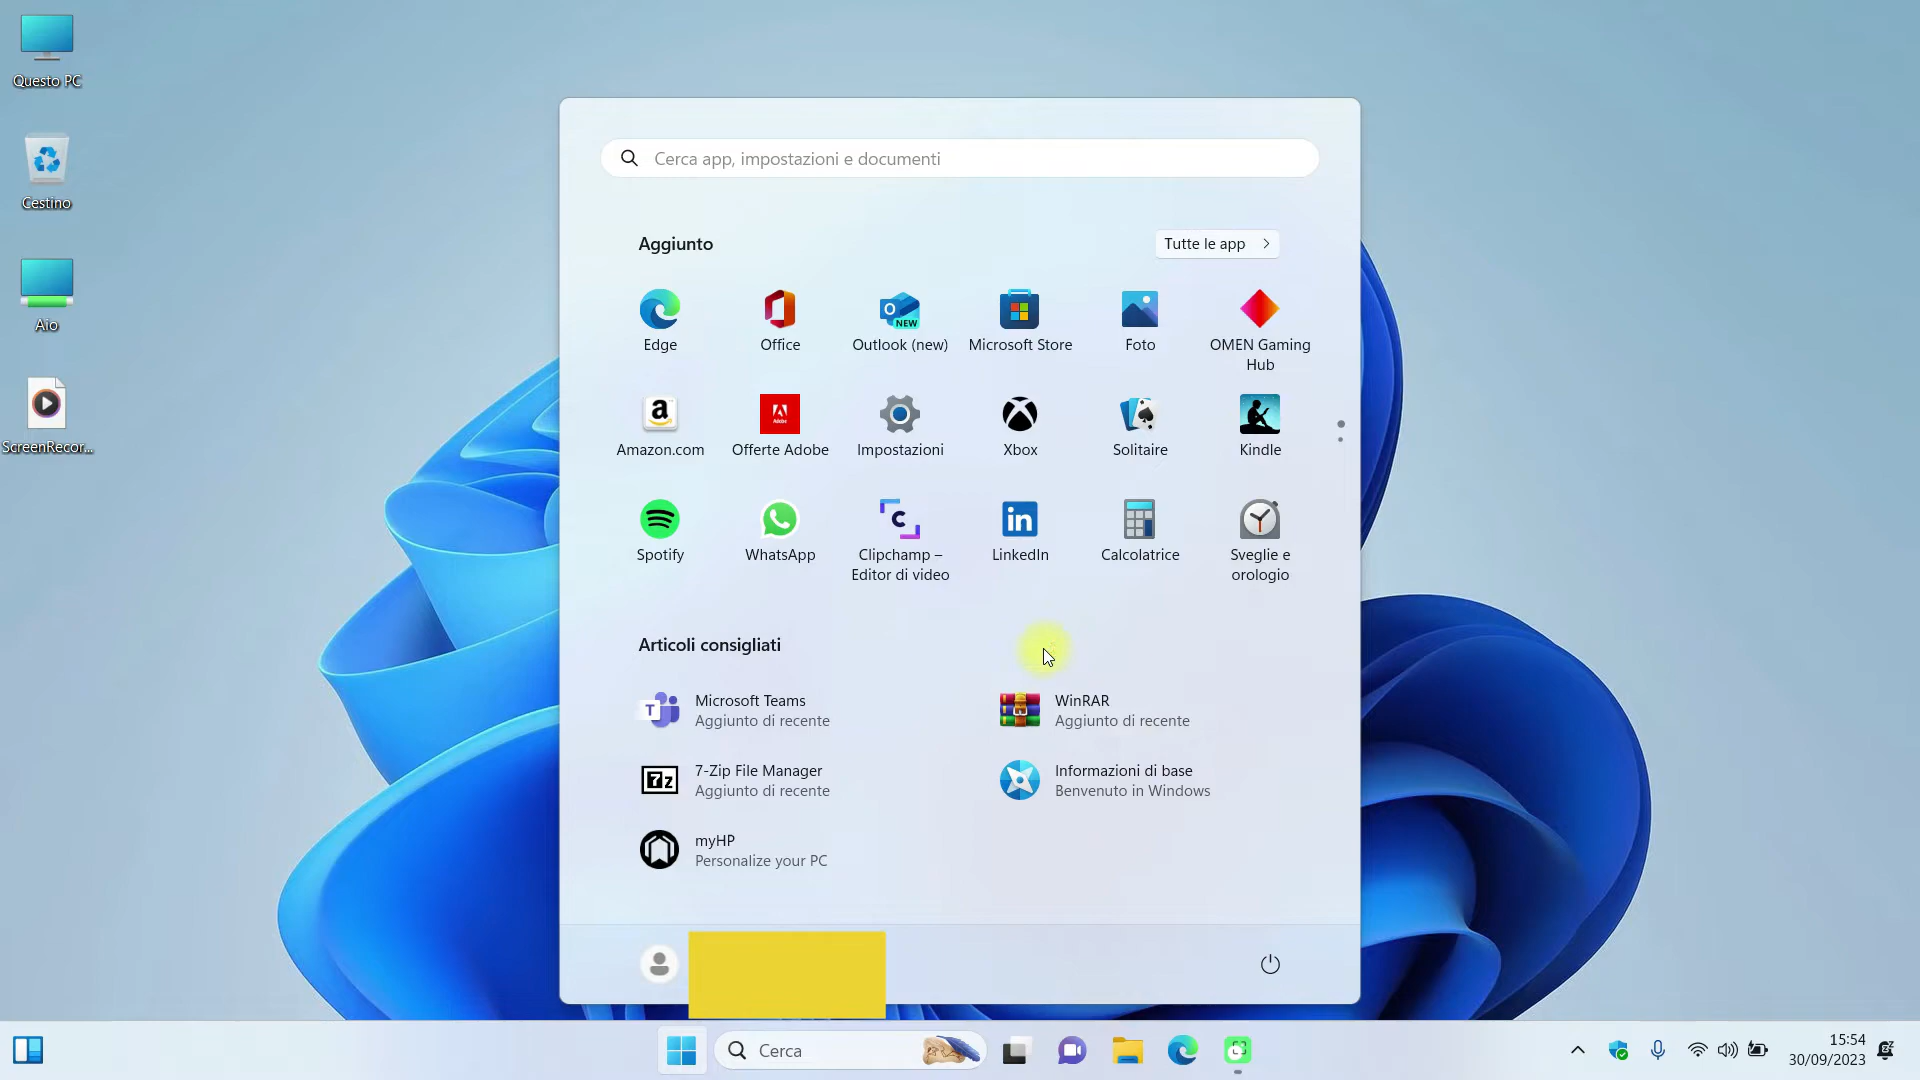 Questo PC
Cestino
Aio
ScreenRecor...
Cerca app, impostazioni e documenti
Aggiunto
Tutte le app
Edge
Office
Outlook (new)
Microsoft Store
Foto
OMEN Gaming
Hub
Amazon.com
Offerte Adobe
Impostazioni
Xbox
Solitaire
Kindle
Spotify
WhatsApp
Clipchamp –
Editor di video
LinkedIn
Calcolatrice
Sveglie e
orologio
Articoli consigliati
Microsoft Teams
Aggiunto di recente
WinRAR
Aggiunto di recente
7-Zip File Manager
Aggiunto di recente
Informazioni di base
Benvenuto in Windows
myHP
Personalize your PC
Cerca
15:54
30/09/2023